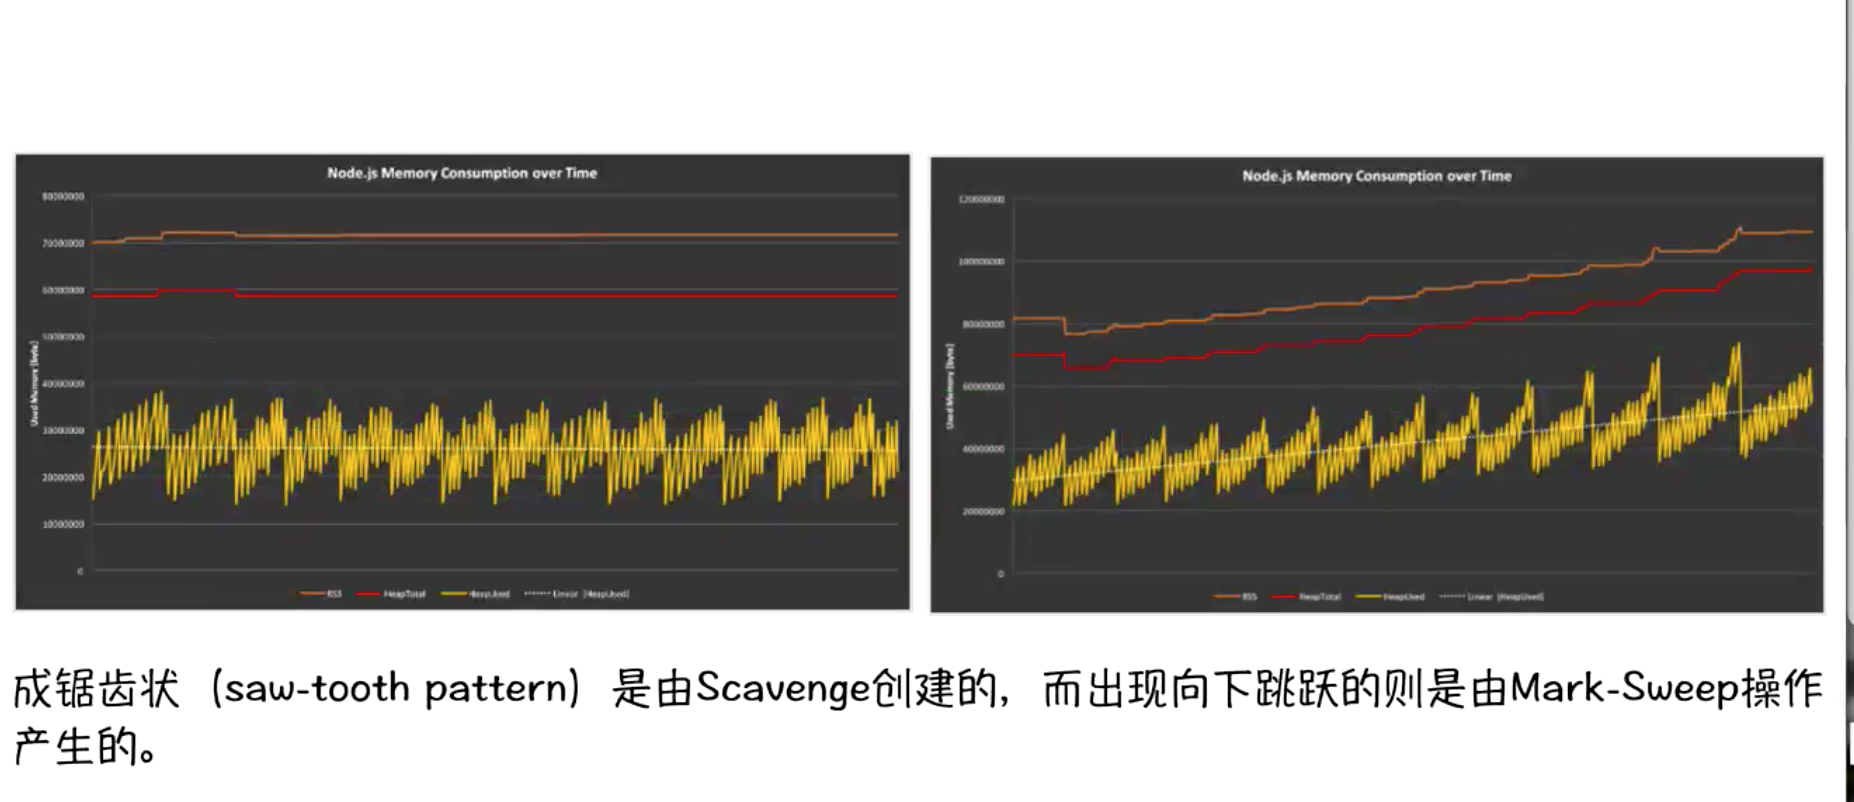 Node.js Memory Consumption over Time
80000000
70000000
60000000
50000000
40000000
30000000
20000000
10000000
0
Used Memory [byte]
RSS HeapTotal HeapUsed Linear (HeapUsed)
Node.js Memory Consumption over Time
120000000
100000000
80000000
60000000
40000000
20000000
0
Used Memory [byte]
RSS HeapTotal HeapUsed Linear (HeapUsed)
成锯齿状（saw-tooth pattern）是由Scavenge创建的，而出现向下跳跃的则是由Mark-Sweep操作
产生的。